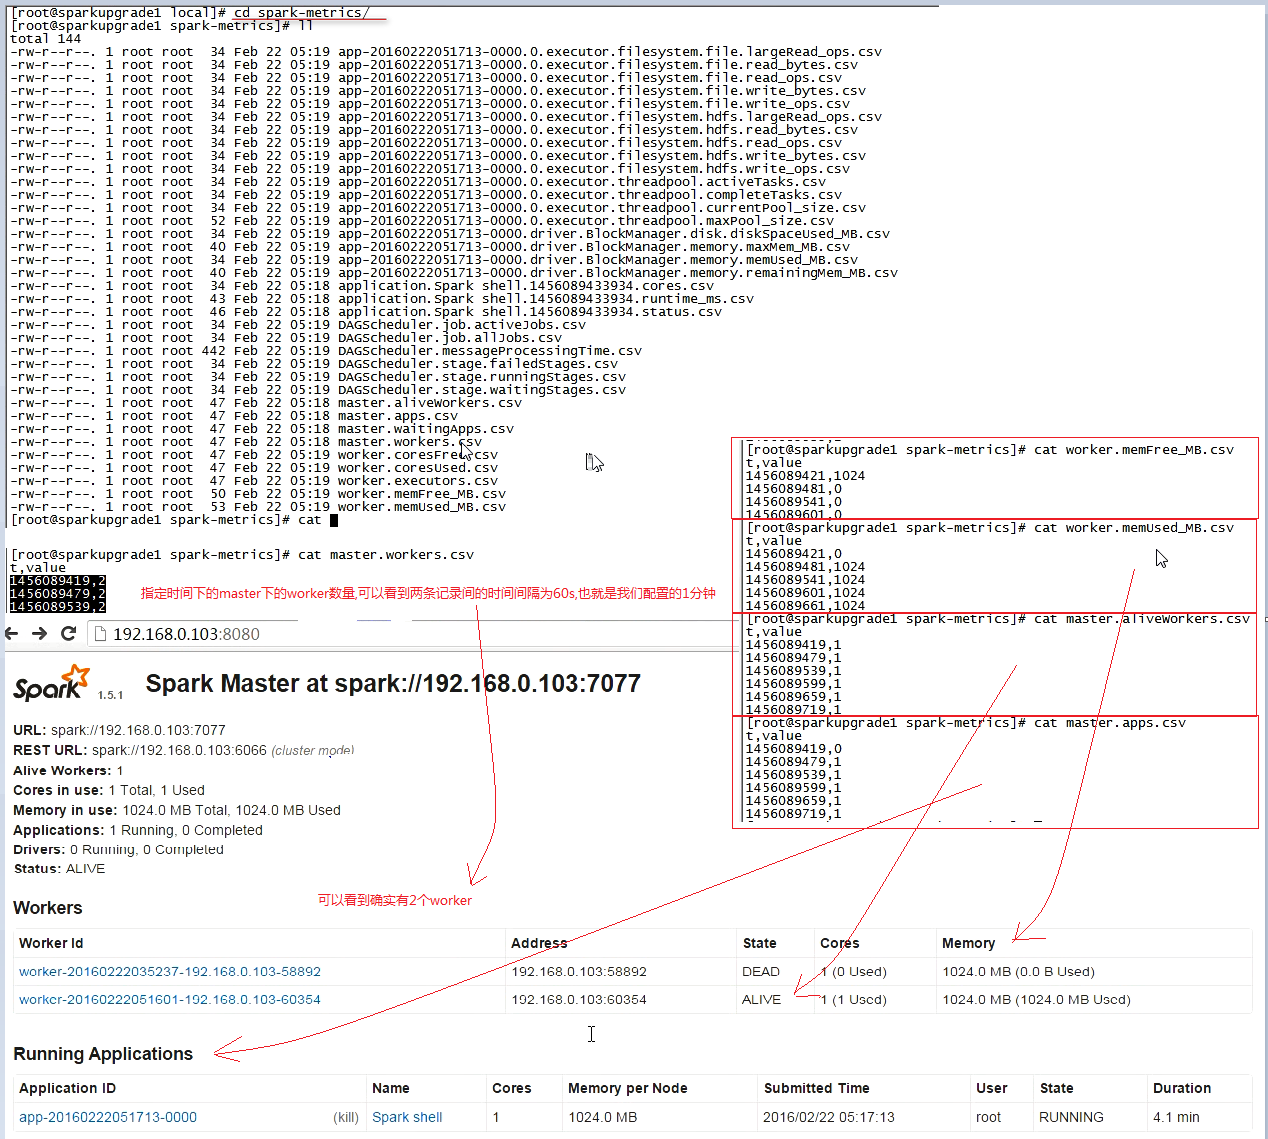 [root@sparkupgrade1 local]# cd spark-metrics/
[root@sparkupgrade1 spark-metrics]# ll
total 144
-rw-r--r--. 1 root root  34 Feb 22 05:19 app-20160222051713-0000.0.executor.filesystem.file.largeRead_ops.csv
-rw-r--r--. 1 root root  34 Feb 22 05:19 app-20160222051713-0000.0.executor.filesystem.file.read_bytes.csv
-rw-r--r--. 1 root root  34 Feb 22 05:19 app-20160222051713-0000.0.executor.filesystem.file.read_ops.csv
-rw-r--r--. 1 root root  34 Feb 22 05:19 app-20160222051713-0000.0.executor.filesystem.file.write_bytes.csv
-rw-r--r--. 1 root root  34 Feb 22 05:19 app-20160222051713-0000.0.executor.filesystem.file.write_ops.csv
-rw-r--r--. 1 root root  34 Feb 22 05:19 app-20160222051713-0000.0.executor.filesystem.hdfs.largeRead_ops.csv
-rw-r--r--. 1 root root  34 Feb 22 05:19 app-20160222051713-0000.0.executor.filesystem.hdfs.read_bytes.csv
-rw-r--r--. 1 root root  34 Feb 22 05:19 app-20160222051713-0000.0.executor.filesystem.hdfs.read_ops.csv
-rw-r--r--. 1 root root  34 Feb 22 05:19 app-20160222051713-0000.0.executor.filesystem.hdfs.write_bytes.csv
-rw-r--r--. 1 root root  34 Feb 22 05:19 app-20160222051713-0000.0.executor.filesystem.hdfs.write_ops.csv
-rw-r--r--. 1 root root  34 Feb 22 05:19 app-20160222051713-0000.0.executor.threadpool.activeTasks.csv
-rw-r--r--. 1 root root  34 Feb 22 05:19 app-20160222051713-0000.0.executor.threadpool.completeTasks.csv
-rw-r--r--. 1 root root  34 Feb 22 05:19 app-20160222051713-0000.0.executor.threadpool.currentPool_size.csv
-rw-r--r--. 1 root root  52 Feb 22 05:19 app-20160222051713-0000.0.executor.threadpool.maxPool_size.csv
-rw-r--r--. 1 root root  34 Feb 22 05:19 app-20160222051713-0000.driver.BlockManager.disk.diskSpaceUsed_MB.csv
-rw-r--r--. 1 root root  40 Feb 22 05:19 app-20160222051713-0000.driver.BlockManager.memory.maxMem_MB.csv
-rw-r--r--. 1 root root  34 Feb 22 05:19 app-20160222051713-0000.driver.BlockManager.memory.memUsed_MB.csv
-rw-r--r--. 1 root root  40 Feb 22 05:19 app-20160222051713-0000.driver.BlockManager.memory.remainingMem_MB.csv
-rw-r--r--. 1 root root  34 Feb 22 05:18 application.Spark shell.1456089433934.cores.csv
-rw-r--r--. 1 root root  43 Feb 22 05:18 application.Spark shell.1456089433934.runtime_ms.csv
-rw-r--r--. 1 root root  46 Feb 22 05:18 application.Spark shell.1456089433934.status.csv
-rw-r--r--. 1 root root  34 Feb 22 05:19 DAGScheduler.job.activeJobs.csv
-rw-r--r--. 1 root root  34 Feb 22 05:19 DAGScheduler.job.allJobs.csv
-rw-r--r--. 1 root root 442 Feb 22 05:19 DAGScheduler.messageProcessingTime.csv
-rw-r--r--. 1 root root  34 Feb 22 05:19 DAGScheduler.stage.failedStages.csv
-rw-r--r--. 1 root root  34 Feb 22 05:19 DAGScheduler.stage.runningStages.csv
-rw-r--r--. 1 root root  34 Feb 22 05:19 DAGScheduler.stage.waitingStages.csv
-rw-r--r--. 1 root root  47 Feb 22 05:18 master.aliveWorkers.csv
-rw-r--r--. 1 root root  47 Feb 22 05:18 master.apps.csv
-rw-r--r--. 1 root root  47 Feb 22 05:18 master.waitingApps.csv
-rw-r--r--. 1 root root  47 Feb 22 05:18 master.workers.csv
-rw-r--r--. 1 root root  47 Feb 22 05:19 worker.coresFree.csv
-rw-r--r--. 1 root root  47 Feb 22 05:19 worker.coresUsed.csv
-rw-r--r--. 1 root root  47 Feb 22 05:19 worker.executors.csv
-rw-r--r--. 1 root root  50 Feb 22 05:19 worker.memFree_MB.csv
-rw-r--r--. 1 root root  53 Feb 22 05:19 worker.memUsed_MB.csv
[root@sparkupgrade1 spark-metrics]# cat
[root@sparkupgrade1 spark-metrics]# cat master.workers.csv
t,value
1456089419,2
1456089479,2
1456089539,2
指定时间下的master下的worker数量,可以看到两条记录间的时间间隔为60s,也就是我们配置的1分钟
[root@sparkupgrade1 spark-metrics]# cat worker.memFree_MB.csv
t,value
1456089421,1024
1456089481,0
1456089541,0
1456089601,0
[root@sparkupgrade1 spark-metrics]# cat worker.memUsed_MB.csv
t,value
1456089421,0
1456089481,1024
1456089541,1024
1456089601,1024
1456089661,1024
[root@sparkupgrade1 spark-metrics]# cat master.aliveWorkers.csv
t,value
1456089419,1
1456089479,1
1456089539,1
1456089599,1
1456089659,1
1456089719,1
[root@sparkupgrade1 spark-metrics]# cat master.apps.csv
t,value
1456089419,0
1456089479,1
1456089539,1
1456089599,1
1456089659,1
1456089719,1
192.168.0.103:8080
Spark 1.5.1 Spark Master at spark://192.168.0.103:7077
URL: spark://192.168.0.103:7077
REST URL: spark://192.168.0.103:6066 (cluster mode)
Alive Workers: 1
Cores in use: 1 Total, 1 Used
Memory in use: 1024.0 MB Total, 1024.0 MB Used
Applications: 1 Running, 0 Completed
Drivers: 0 Running, 0 Completed
Status: ALIVE
可以看到确实有2个worker
Workers
Worker Id Address State Cores Memory
worker-20160222035237-192.168.0.103-58892 192.168.0.103:58892 DEAD 1 (0 Used) 1024.0 MB (0.0 B Used)
worker-20160222051601-192.168.0.103-60354 192.168.0.103:60354 ALIVE 1 (1 Used) 1024.0 MB (1024.0 MB Used)
Running Applications
Application ID Name Cores Memory per Node Submitted Time User State Duration
app-20160222051713-0000 (kill) Spark shell 1 1024.0 MB 2016/02/22 05:17:13 root RUNNING 4.1 min